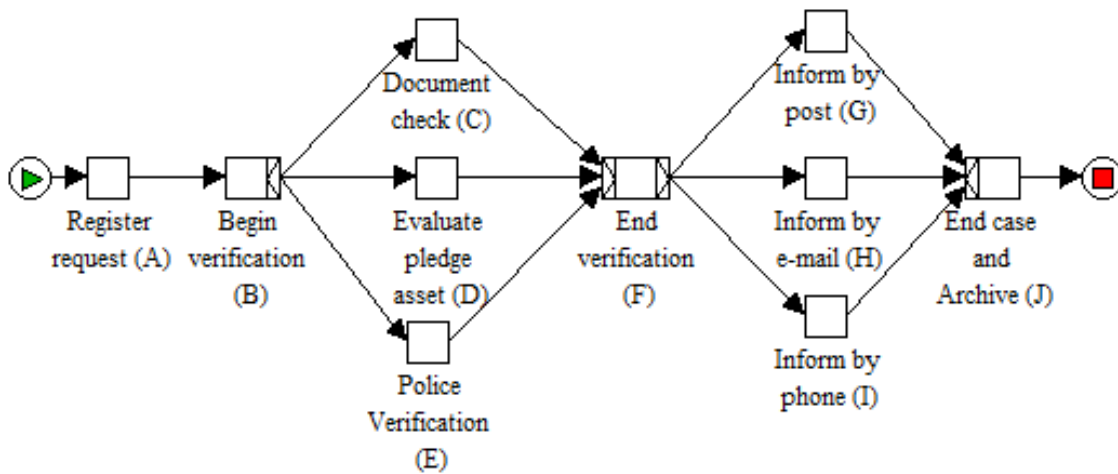 Register
request (A)
Begin
verification
(B)
Document
check (C)
Evaluate
pledge
asset (D)
Police
Verification
(E)
End
verification
(F)
Inform by
post (G)
Inform by
e-mail (H)
Inform by
phone (I)
End case
and
Archive (J)